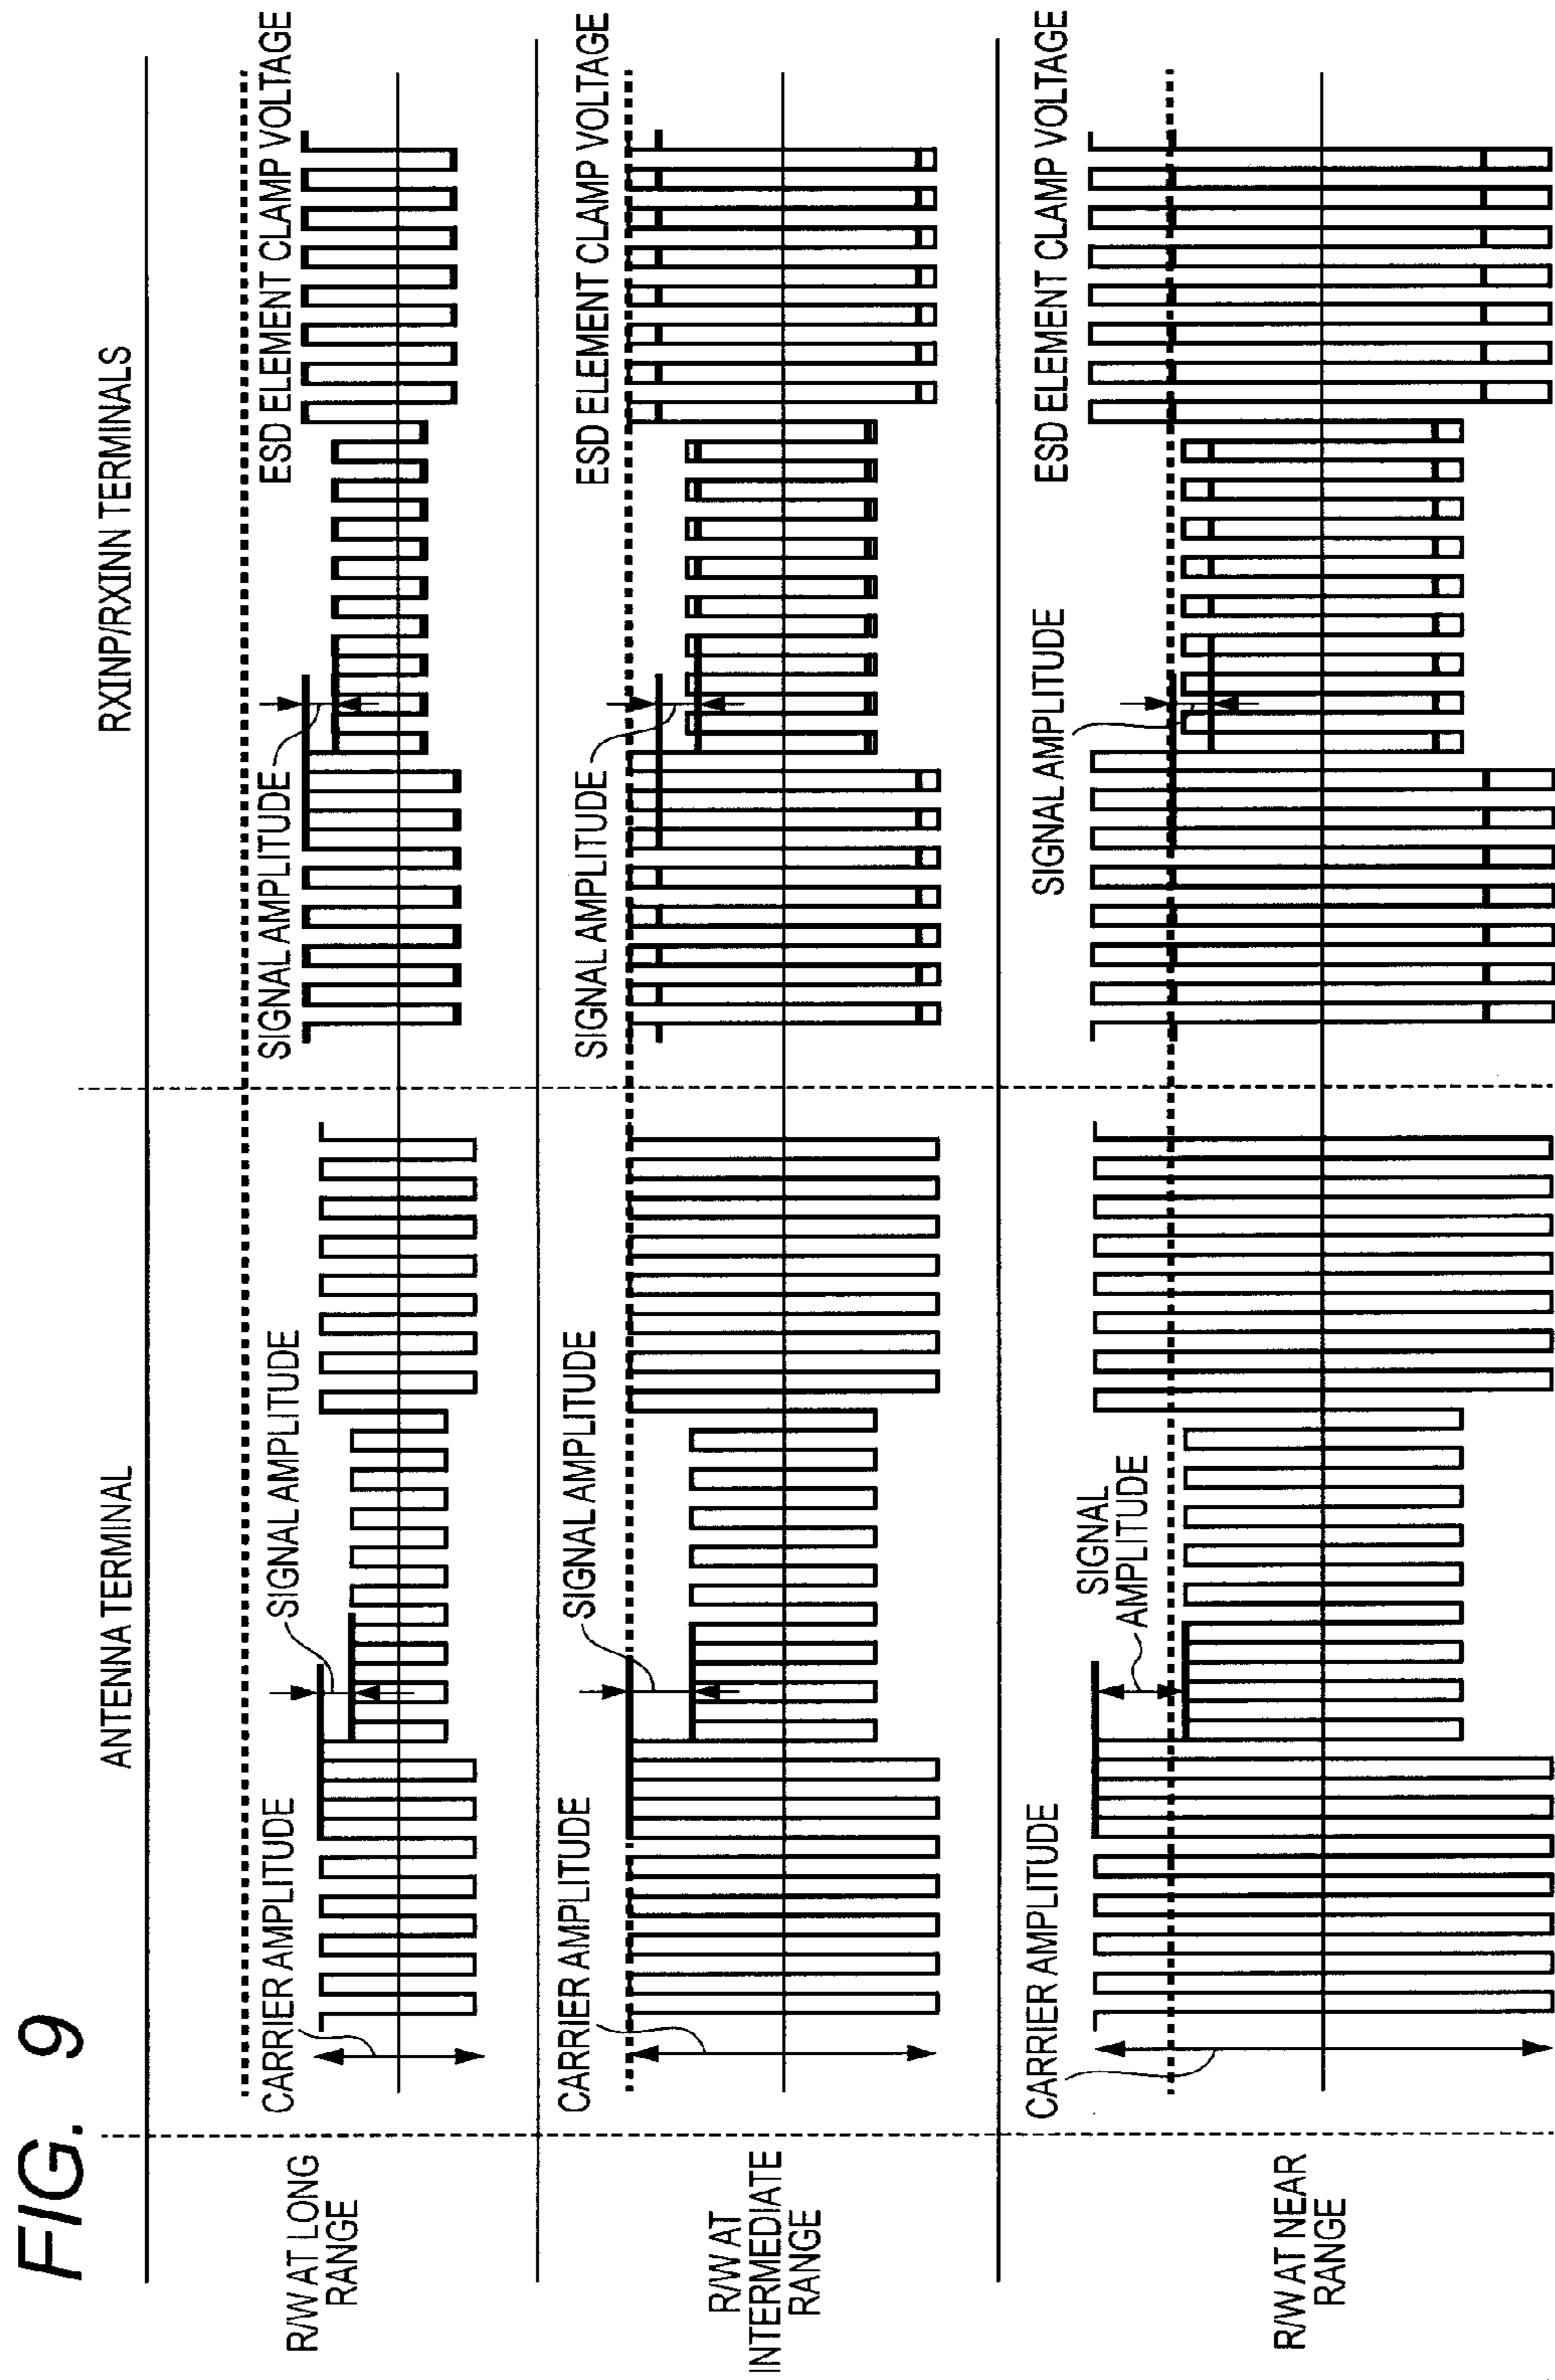 FIG. 9
ANTENNA TERMINAL
RXINP/RXINN TERMINALS
R/W AT LONG
RANGE
CARRIER AMPLITUDE
SIGNAL AMPLITUDE
SIGNAL AMPLITUDE
ESD ELEMENT CLAMP VOLTAGE
R/W AT
INTERMEDIATE
RANGE
CARRIER AMPLITUDE
SIGNAL AMPLITUDE
SIGNAL AMPLITUDE
ESD ELEMENT CLAMP VOLTAGE
R/W AT NEAR
RANGE
CARRIER AMPLITUDE
SIGNAL
AMPLITUDE
SIGNAL AMPLITUDE
ESD ELEMENT CLAMP VOLTAGE